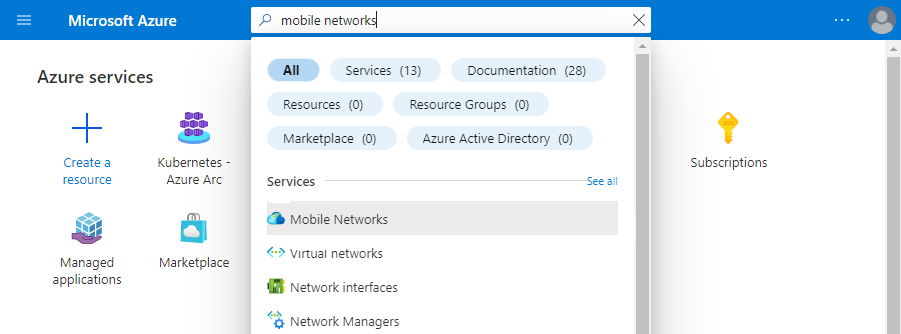 Microsoft Azure
mobile networks
Azure services
All
Services (13)
Documentation (28)
Resources (0)
Resource Groups (0)
Marketplace (0)
Azure Active Directory (0)
Create a
resource
Kubernetes -
Azure Arc
Subscriptions
Services
See all
Mobile Networks
Virtual networks
Network interfaces
Network Managers
Managed
applications
Marketplace